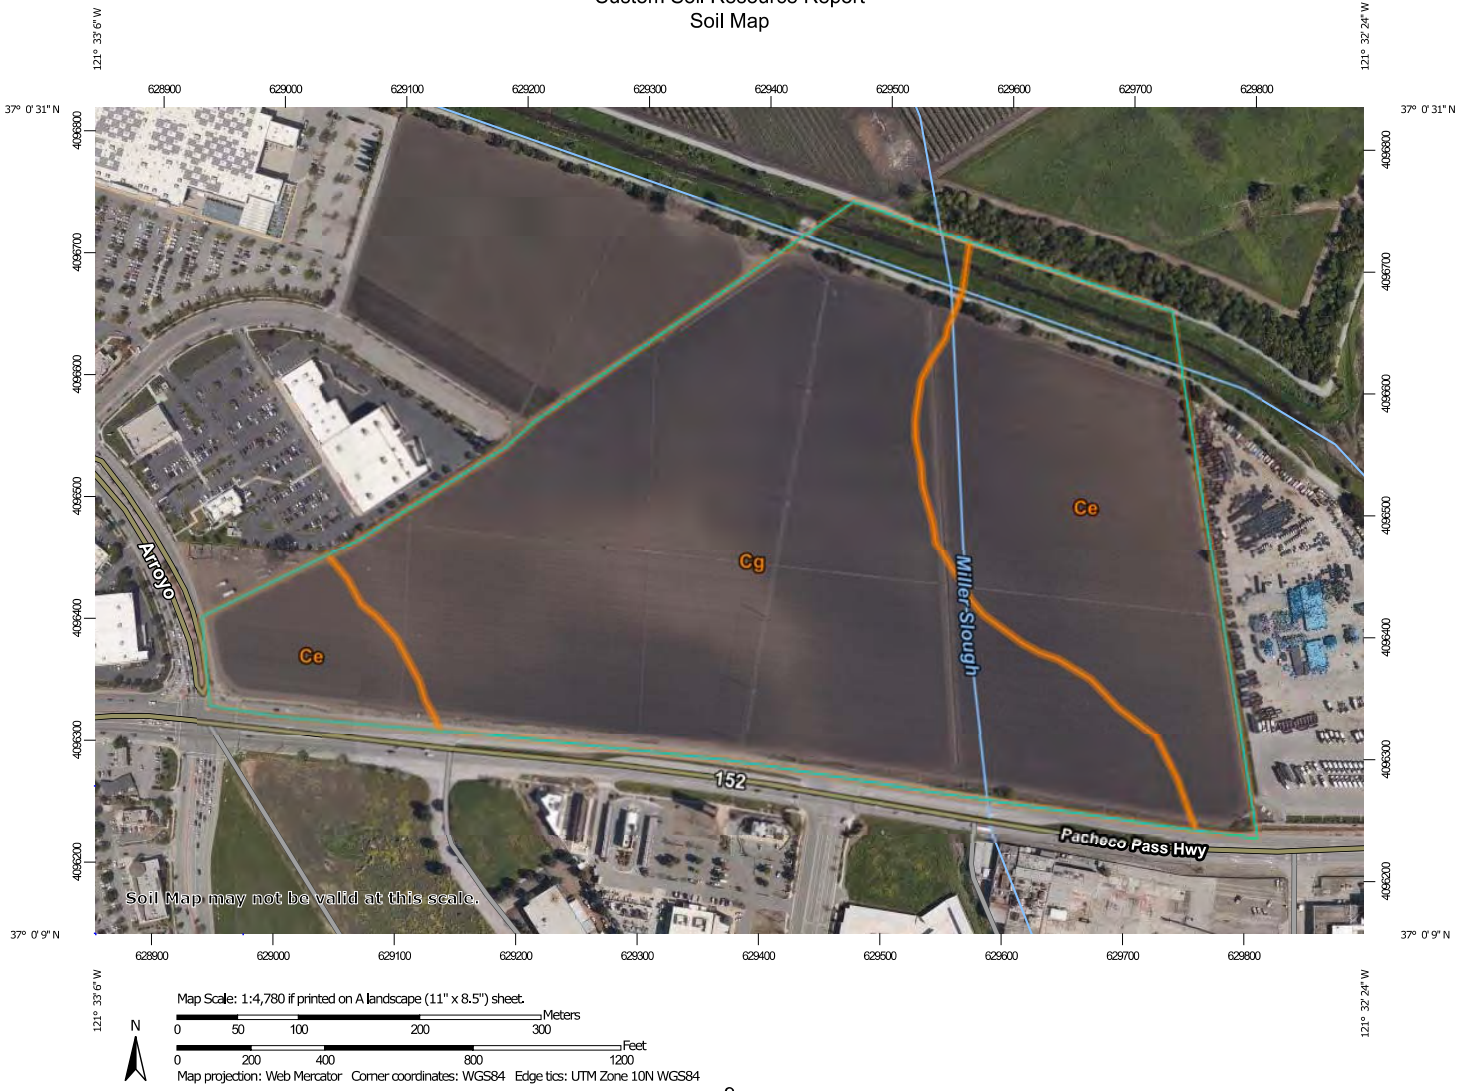 Custom Soil Resource Report
Soil Map
121° 33' 6" W
121° 32' 24" W
628900 629000 629100 629200 629300 629400 629500 629600 629700 629800
37° 0' 31" N
37° 0' 31" N
4096800
4096700
4096600
4096500
4096400
4096300
4096200
4096800
4096700
4096600
4096500
4096400
4096300
4096200
Ce
Cg
Arroyo
Miller-Slough
Ce
152
Pacheco Pass Hwy
Soil Map may not be valid at this scale.
37° 0' 9" N
37° 0' 9" N
628900 629000 629100 629200 629300 629400 629500 629600 629700 629800
121° 33' 6" W
121° 32' 24" W
Map Scale: 1:4,780 if printed on A landscape (11" x 8.5") sheet.
Meters
0 50 100 200 300
Feet
0 200 400 800 1200
N
Map projection: Web Mercator Corner coordinates: WGS84 Edge tics: UTM Zone 10N WGS84